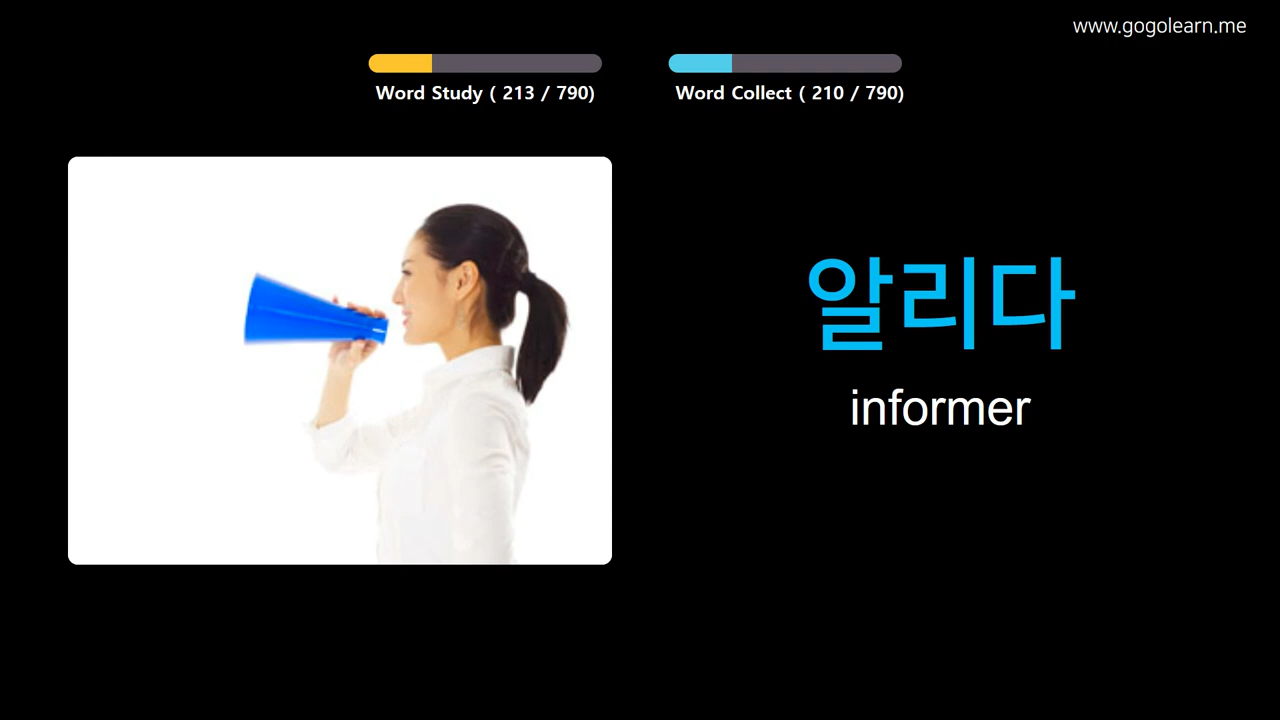 www.gogolearn.me
Word Study ( 213 / 790)
Word Collect ( 210 / 790)
알리다
informer